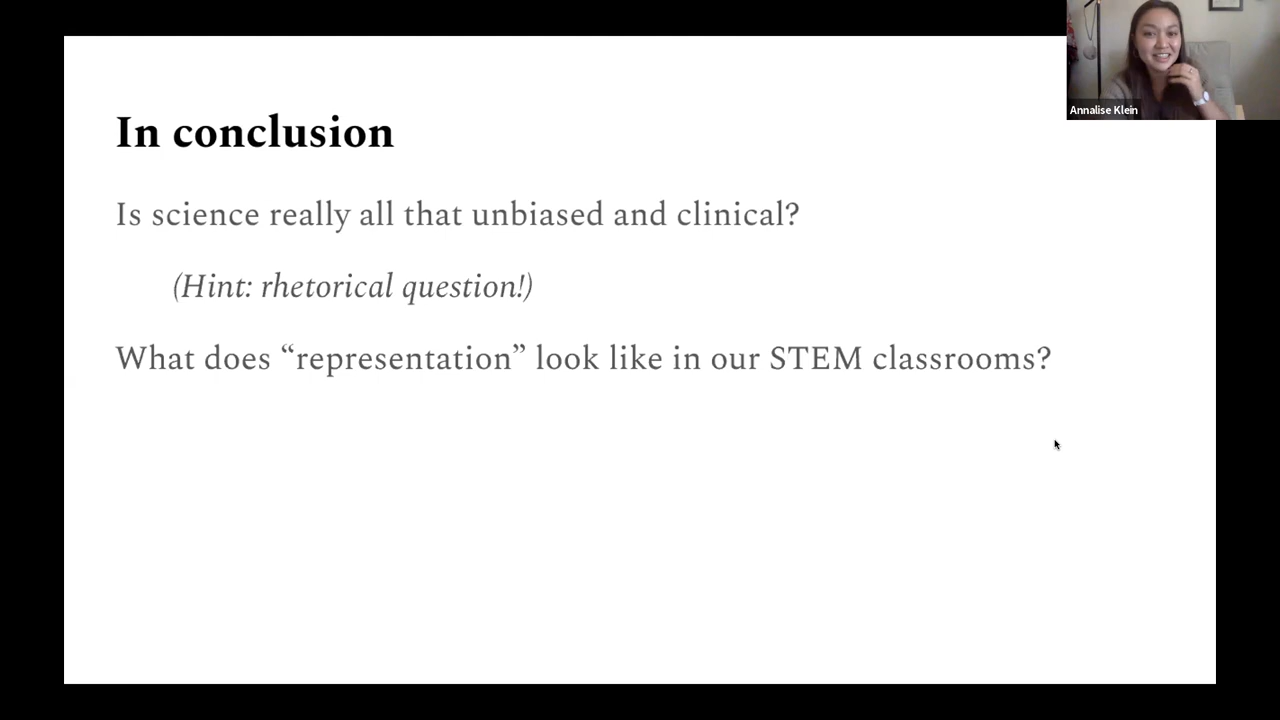 In conclusion
Is science really all that unbiased and clinical?
(Hint: rhetorical question!)
What does “representation” look like in our STEM classrooms?
Annalise Klein